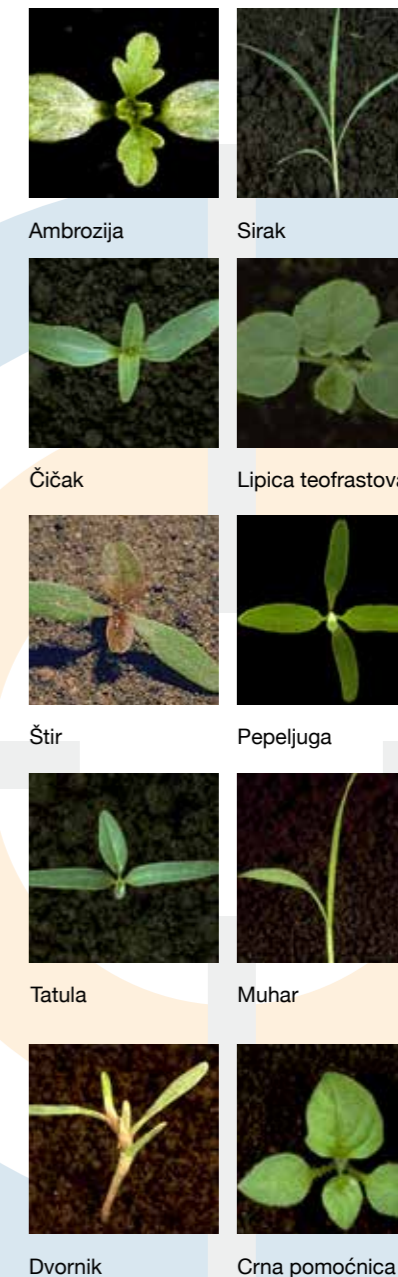 Ambrozija
Sirak
Čičak
Lipica teofrastova
Štir
Pepeljuga
Tatula
Muhar
Dvornik
Crna pomoćnica